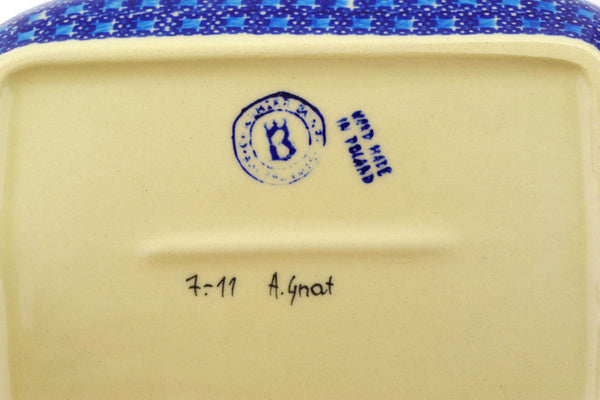 B
HAND MADE
IN POLAND
7-11 A.Gnat